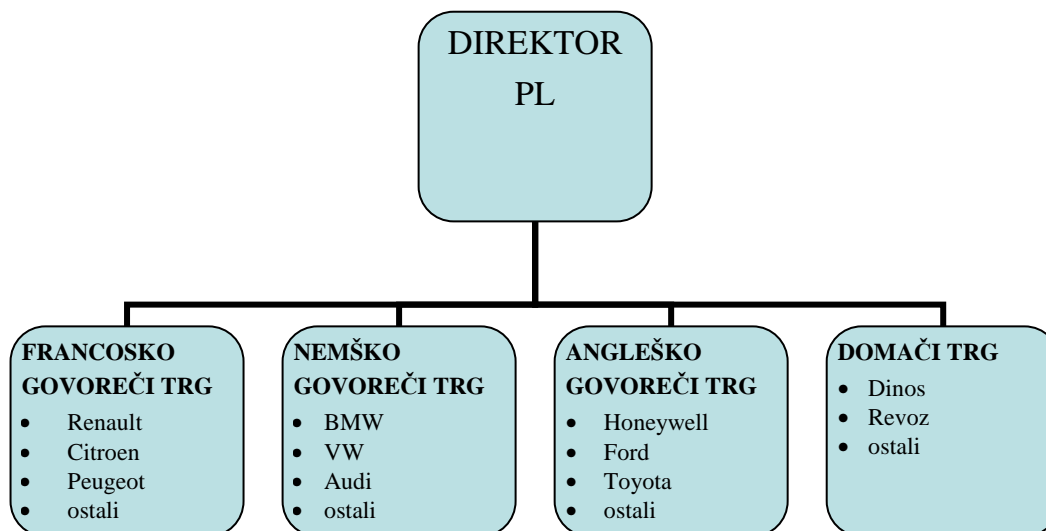 DIREKTOR
PL
FRANCOSKO
GOVOREČI TRG
• Renault
• Citroen
• Peugeot
• ostali
NEMŠKO
GOVOREČI TRG
• BMW
• VW
• Audi
• ostali
ANGLEŠKO
GOVOREČI TRG
• Honeywell
• Ford
• Toyota
• ostali
DOMAČI TRG
• Dinos
• Revoz
• ostali